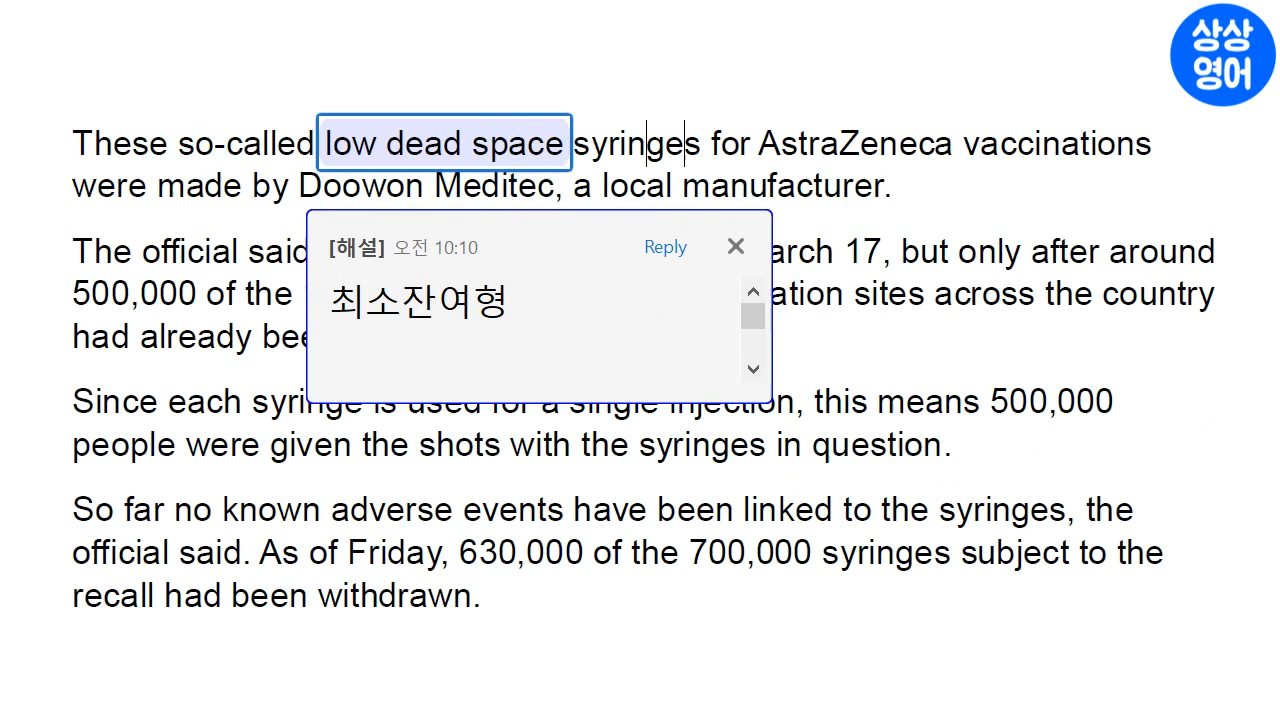 상상
영어
These so-called low dead space syringes for AstraZeneca vaccinations
were made by Doowon Meditec, a local manufacturer.
[해설] 오전 10:10 Reply
최소잔여형
The official said arch 17, but only after around
500,000 of the ation sites across the country
had already bee
Since each syringe is used for a single injection, this means 500,000
people were given the shots with the syringes in question.
So far no known adverse events have been linked to the syringes, the
official said. As of Friday, 630,000 of the 700,000 syringes subject to the
recall had been withdrawn.